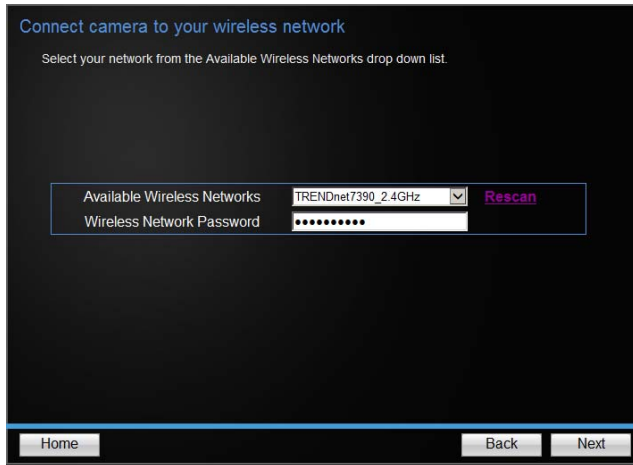 Connect camera to your wireless network
Select your network from the Available Wireless Networks drop down list.
Available Wireless Networks TRENDnet7390_2.4GHz Rescan
Wireless Network Password ••••••••••
Home Back Next